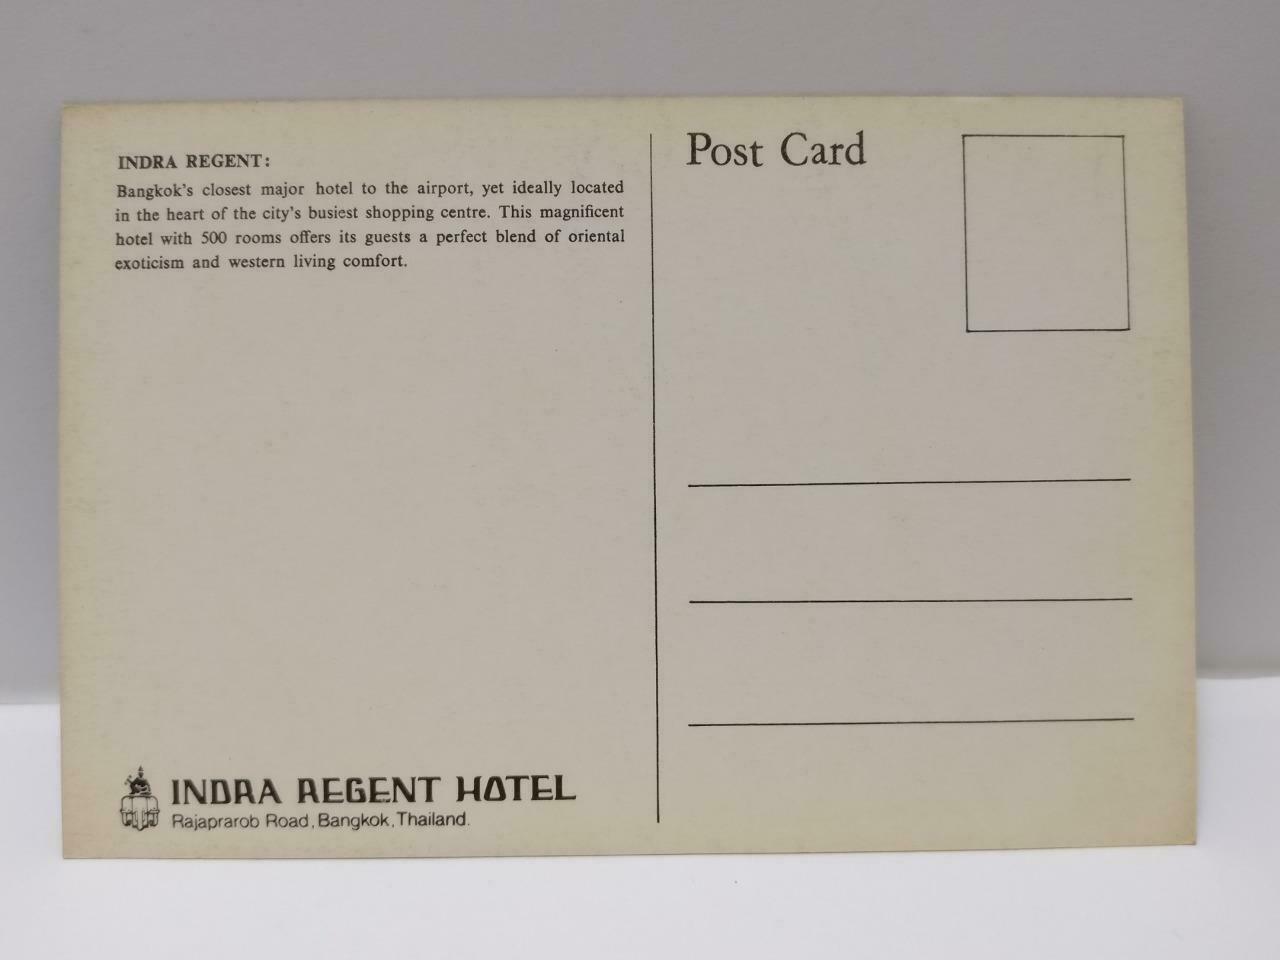 INDRA REGENT:
Bangkok's closest major hotel to the airport, yet ideally located
in the heart of the city's busiest shopping centre. This magnificent
hotel with 500 rooms offers its guests a perfect blend of oriental
exoticism and western living comfort.
INDRA REGENT HOTEL
Rajaprarob Road, Bangkok, Thailand.
Post Card